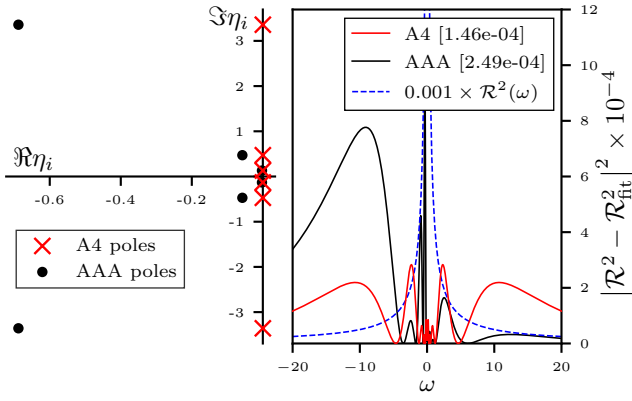 ℑη_i
3
1
-1
-2
-3
ℜη_i
-0.6
-0.4
-0.2
A4 poles
AAA poles
A4 [1.46e-04]
AAA [2.49e-04]
0.001 × R²(ω)
12
10
8
6
4
2
0
|R² − R²_fit|² × 10⁻⁴
-20
-10
0
10
20
ω